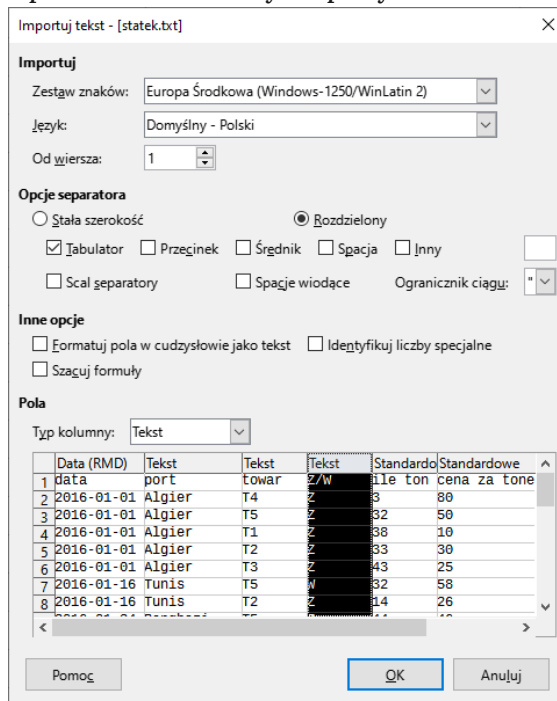 Importuj tekst - [statek.txt]
Importuj
Zestaw znaków: Europa Środkowa (Windows-1250/WinLatin 2)
Język: Domyślny - Polski
Od wiersza: 1
Opcje separatora
Stała szerokość Rozdzielony
Tabulator Przecinek Średnik Spacja Inny
Scal separatory Spacje wiodące Ogranicznik ciągu: "
Inne opcje
Formatuj pola w cudzysłowie jako tekst Identyfikuj liczby specjalne
Szacuj formuły
Pola
Typ kolumny: Tekst
Data (RMD) Tekst Tekst Tekst Standardo Standardowe
1 data port towar Z/W ile ton cena za tone
2 2016-01-01 Algier T4 Z 3 80
3 2016-01-01 Algier T5 Z 32 50
4 2016-01-01 Algier T1 Z 38 10
5 2016-01-01 Algier T2 Z 33 30
6 2016-01-01 Algier T3 Z 43 25
7 2016-01-16 Tunis T5 W 32 58
8 2016-01-16 Tunis T2 Z 14 26
Pomoc OK Anuluj